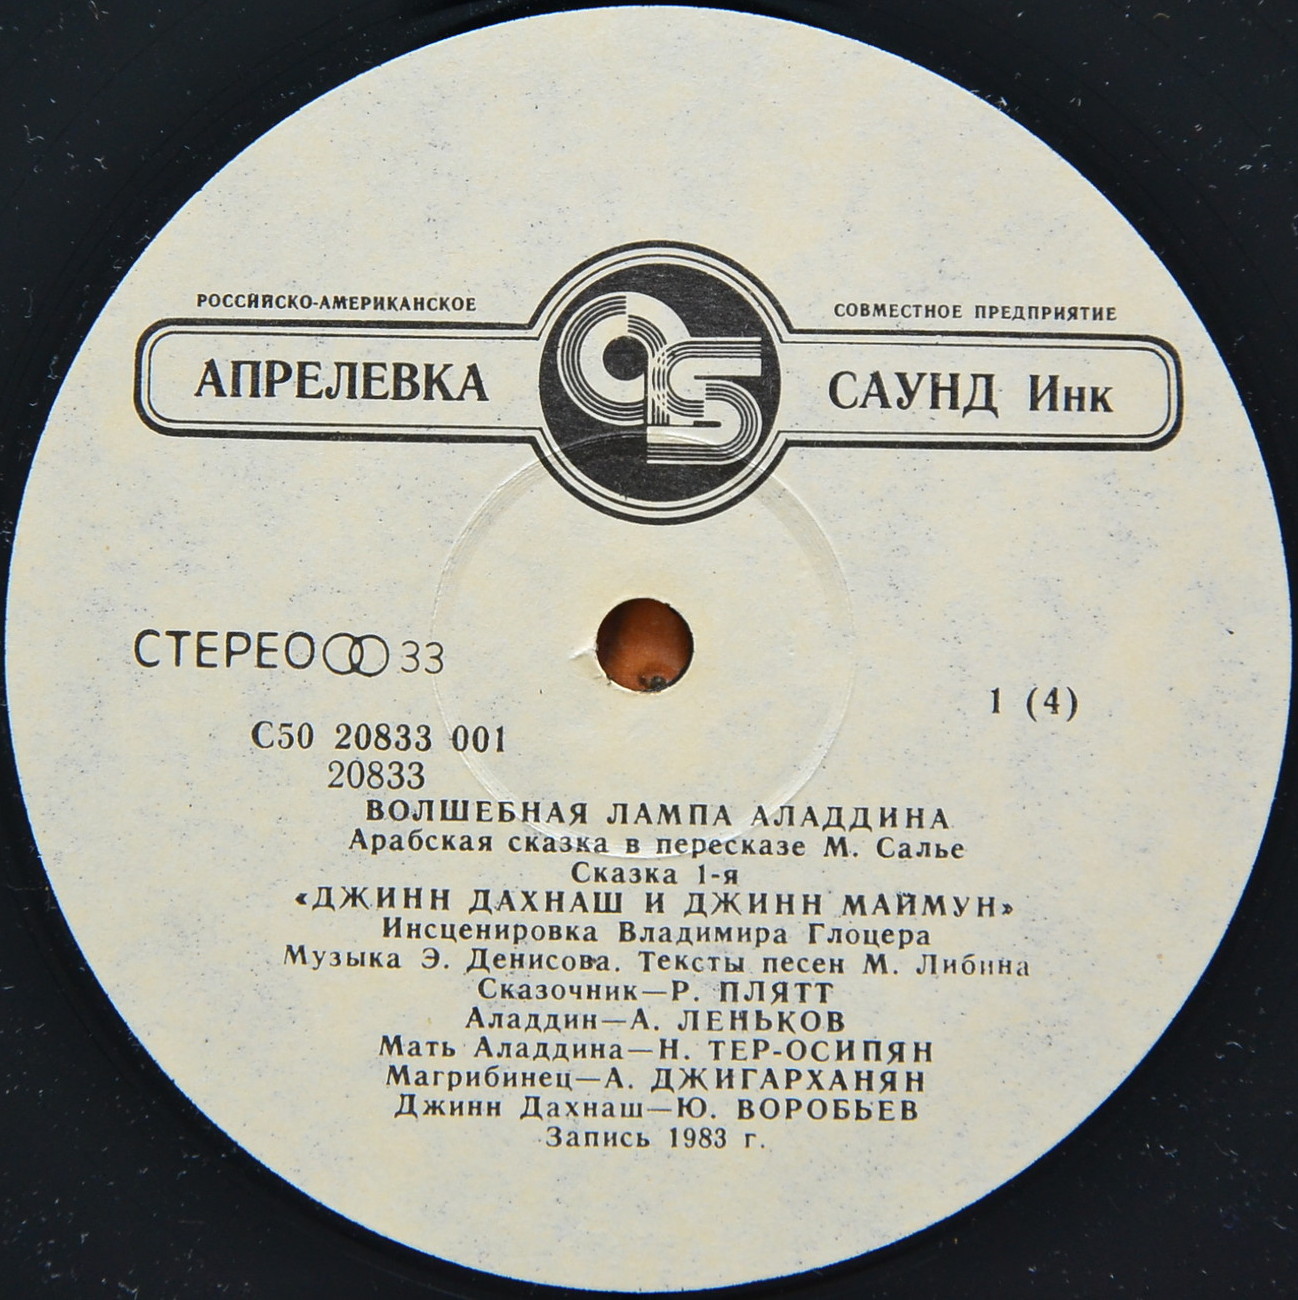 РОССИЙСКО-АМЕРИКАНСКОЕ СОВМЕСТНОЕ ПРЕДПРИЯТИЕ
АПРЕЛЕВКА САУНД Инк
СТЕРЕО 33
1 (4)
С50 20833 001
20833
ВОЛШЕБНАЯ ЛАМПА АЛАДДИНА
Арабская сказка в пересказе М. Салье
Сказка 1-я
«ДЖИНН ДАХНАШ И ДЖИНН МАЙМУН»
Инсценировка Владимира Глоцера
Музыка Э. Денисова. Тексты песен М. Либина
Сказочник—Р. ПЛЯТТ
Аладдин—А. ЛЕНЬКОВ
Мать Аладдина—Н. ТЕР-ОСИПЯН
Магрибинец—А. ДЖИГАРХАНЯН
Джинн Дахнаш—Ю. ВОРОБЬЕВ
Запись 1983 г.